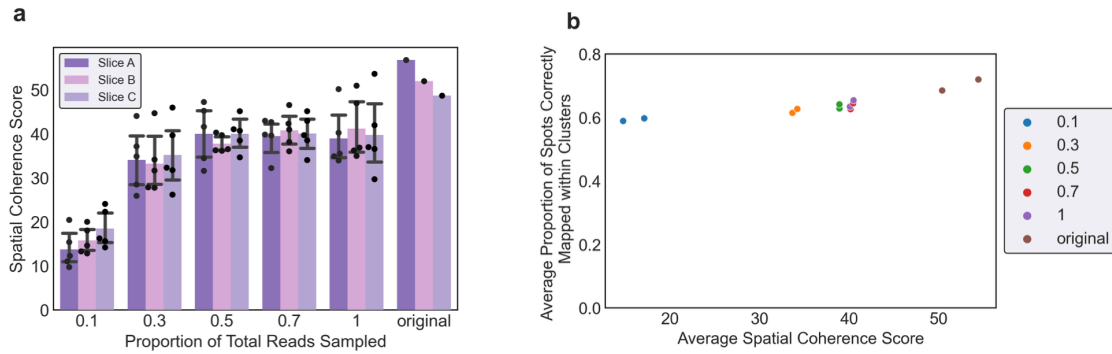 a
Spatial Coherence Score
50
40
30
20
10
0
Slice A
Slice B
Slice C
0.1 0.3 0.5 0.7 1 original
Proportion of Total Reads Sampled
b
Average Proportion of Spots Correctly
Mapped within Clusters
0.8
0.6
0.4
0.2
0.0
20 30 40 50
Average Spatial Coherence Score
0.1
0.3
0.5
0.7
1
original